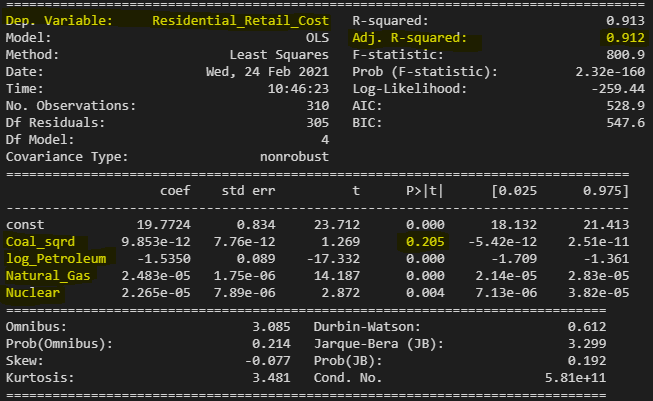 Dep. Variable: Residential_Retail_Cost R-squared: 0.913
Model: OLS Adj. R-squared: 0.912
Method: Least Squares F-statistic: 800.9
Date: Wed, 24 Feb 2021 Prob (F-statistic): 2.32e-160
Time: 10:46:23 Log-Likelihood: -259.44
No. Observations: 310 AIC: 528.9
Df Residuals: 305 BIC: 547.6
Df Model: 4
Covariance Type: nonrobust
coef std err t P>|t| [0.025 0.975]
const 19.7724 0.834 23.712 0.000 18.132 21.413
Coal_sqrd 9.853e-12 7.76e-12 1.269 0.205 -5.42e-12 2.51e-11
log_Petroleum -1.5350 0.089 -17.332 0.000 -1.709 -1.361
Natural_Gas 2.483e-05 1.75e-06 14.187 0.000 2.14e-05 2.83e-05
Nuclear 2.265e-05 7.89e-06 2.872 0.004 7.13e-06 3.82e-05
Omnibus: 3.085 Durbin-Watson: 0.612
Prob(Omnibus): 0.214 Jarque-Bera (JB): 3.299
Skew: -0.077 Prob(JB): 0.192
Kurtosis: 3.481 Cond. No. 5.81e+11